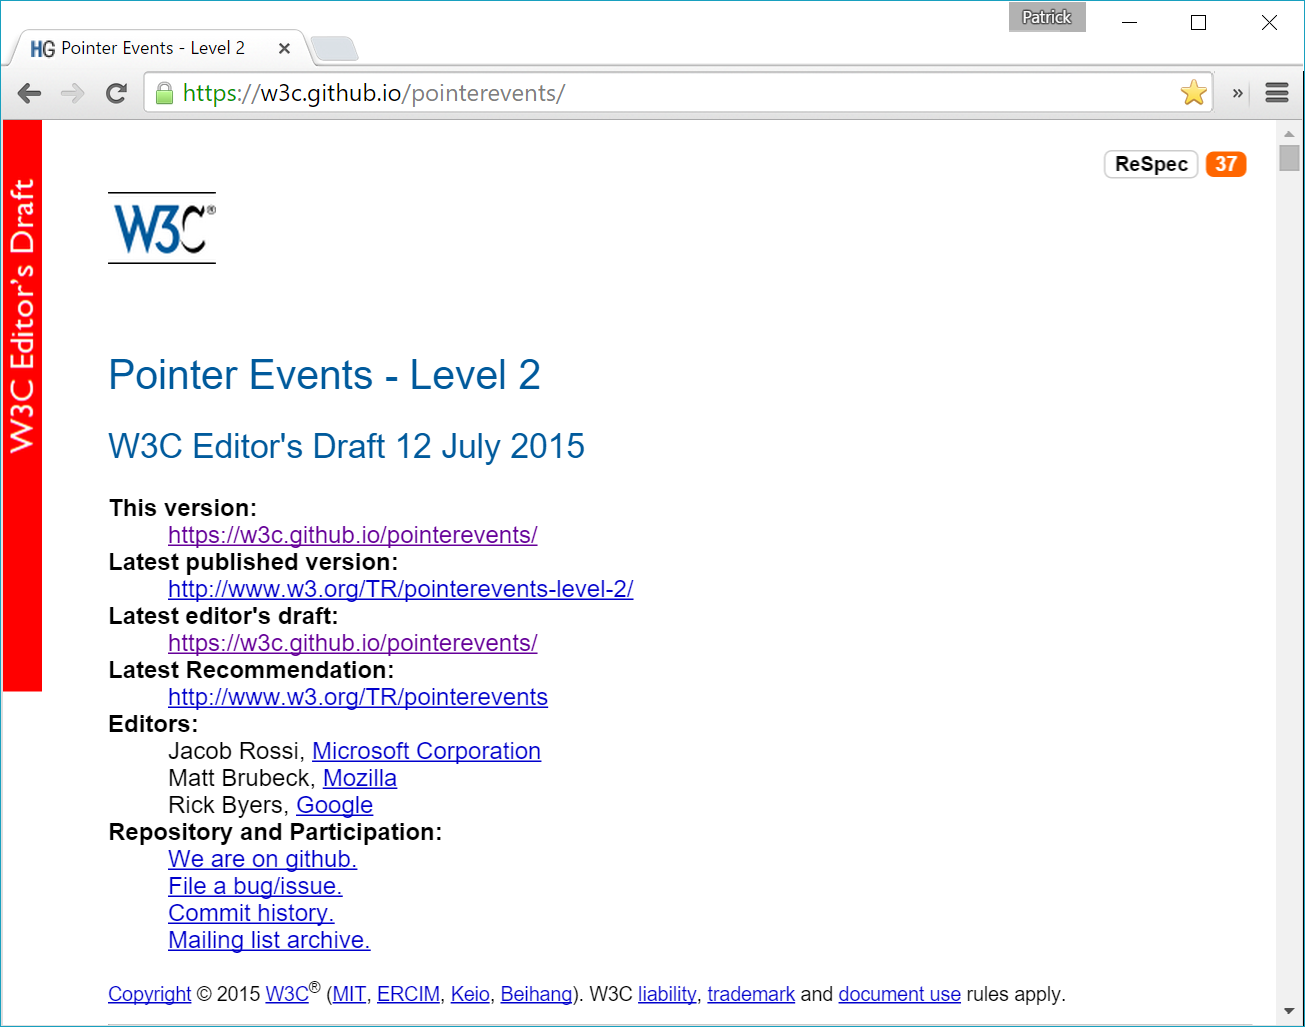 Patrick
HG Pointer Events - Level 2
https://w3c.github.io/pointerevents/
»
ReSpec 37
W3C Editor's Draft
W3C®
Pointer Events - Level 2
W3C Editor's Draft 12 July 2015
This version:
https://w3c.github.io/pointerevents/
Latest published version:
http://www.w3.org/TR/pointerevents-level-2/
Latest editor's draft:
https://w3c.github.io/pointerevents/
Latest Recommendation:
http://www.w3.org/TR/pointerevents
Editors:
Jacob Rossi, Microsoft Corporation
Matt Brubeck, Mozilla
Rick Byers, Google
Repository and Participation:
We are on github.
File a bug/issue.
Commit history.
Mailing list archive.
Copyright © 2015 W3C® (MIT, ERCIM, Keio, Beihang). W3C liability, trademark and document use rules apply.